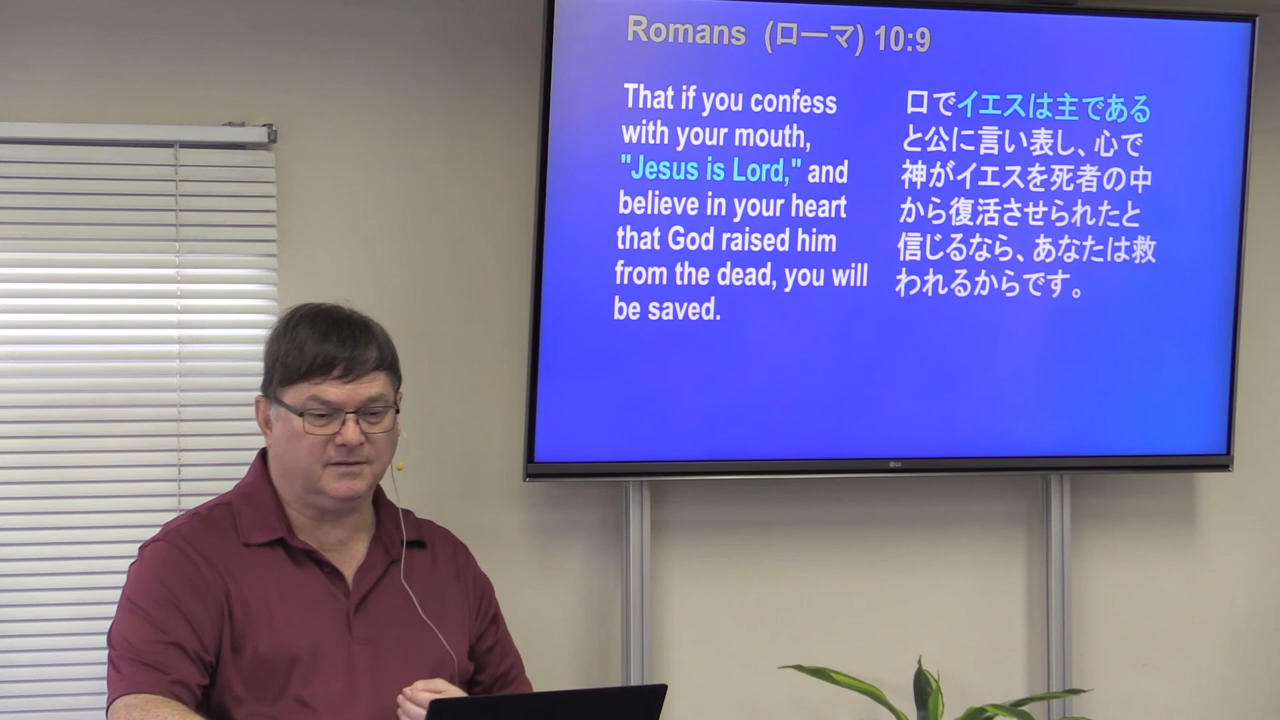 Romans (ローマ) 10:9
That if you confess
with your mouth,
"Jesus is Lord," and
believe in your heart
that God raised him
from the dead, you will
be saved.
口でイエスは主である
と公に言い表し、心で
神がイエスを死者の中
から復活させられたと
信じるなら、あなたは救
われるからです。
LG